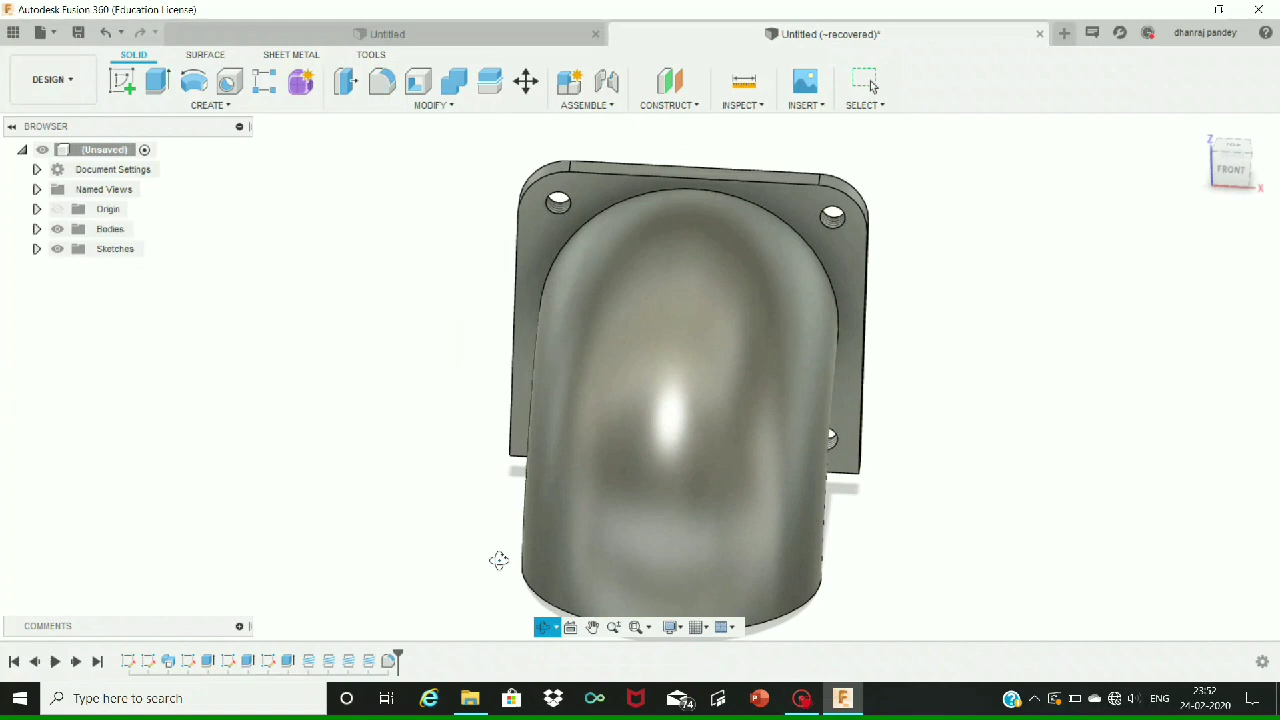 Autodesk Fusion 360 (Education License)
Untitled
Untitled (~recovered)*
dhanraj pandey
DESIGN
SOLID
SURFACE
SHEET METAL
TOOLS
CREATE
MODIFY
ASSEMBLE
CONSTRUCT
INSPECT
INSERT
SELECT
BROWSER
(Unsaved)
Document Settings
Named Views
Origin
Bodies
Sketches
Z
FRONT
X
COMMENTS
Type here to search
74
ENG
23:52
24-02-2020